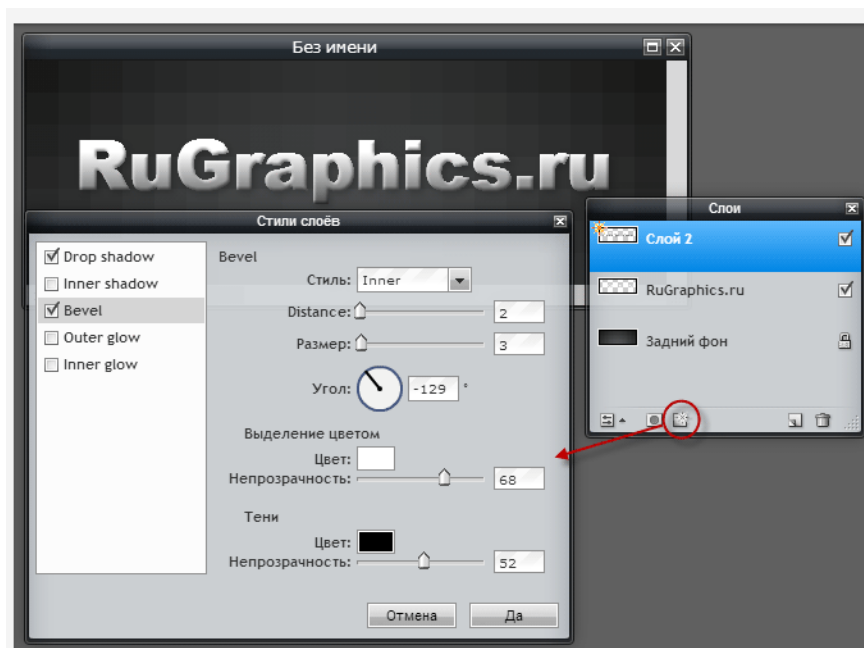 Без имени
RuGraphics.ru
Стили слоёв
Drop shadow
Inner shadow
Bevel
Outer glow
Inner glow
Bevel
Стиль: Inner
Distance: 2
Размер: 3
Угол: -129 °
Выделение цветом
Цвет:
Непрозрачность: 68
Тени
Цвет:
Непрозрачность: 52
Отмена Да
Слои
Слой 2
RuGraphics.ru
Задний фон